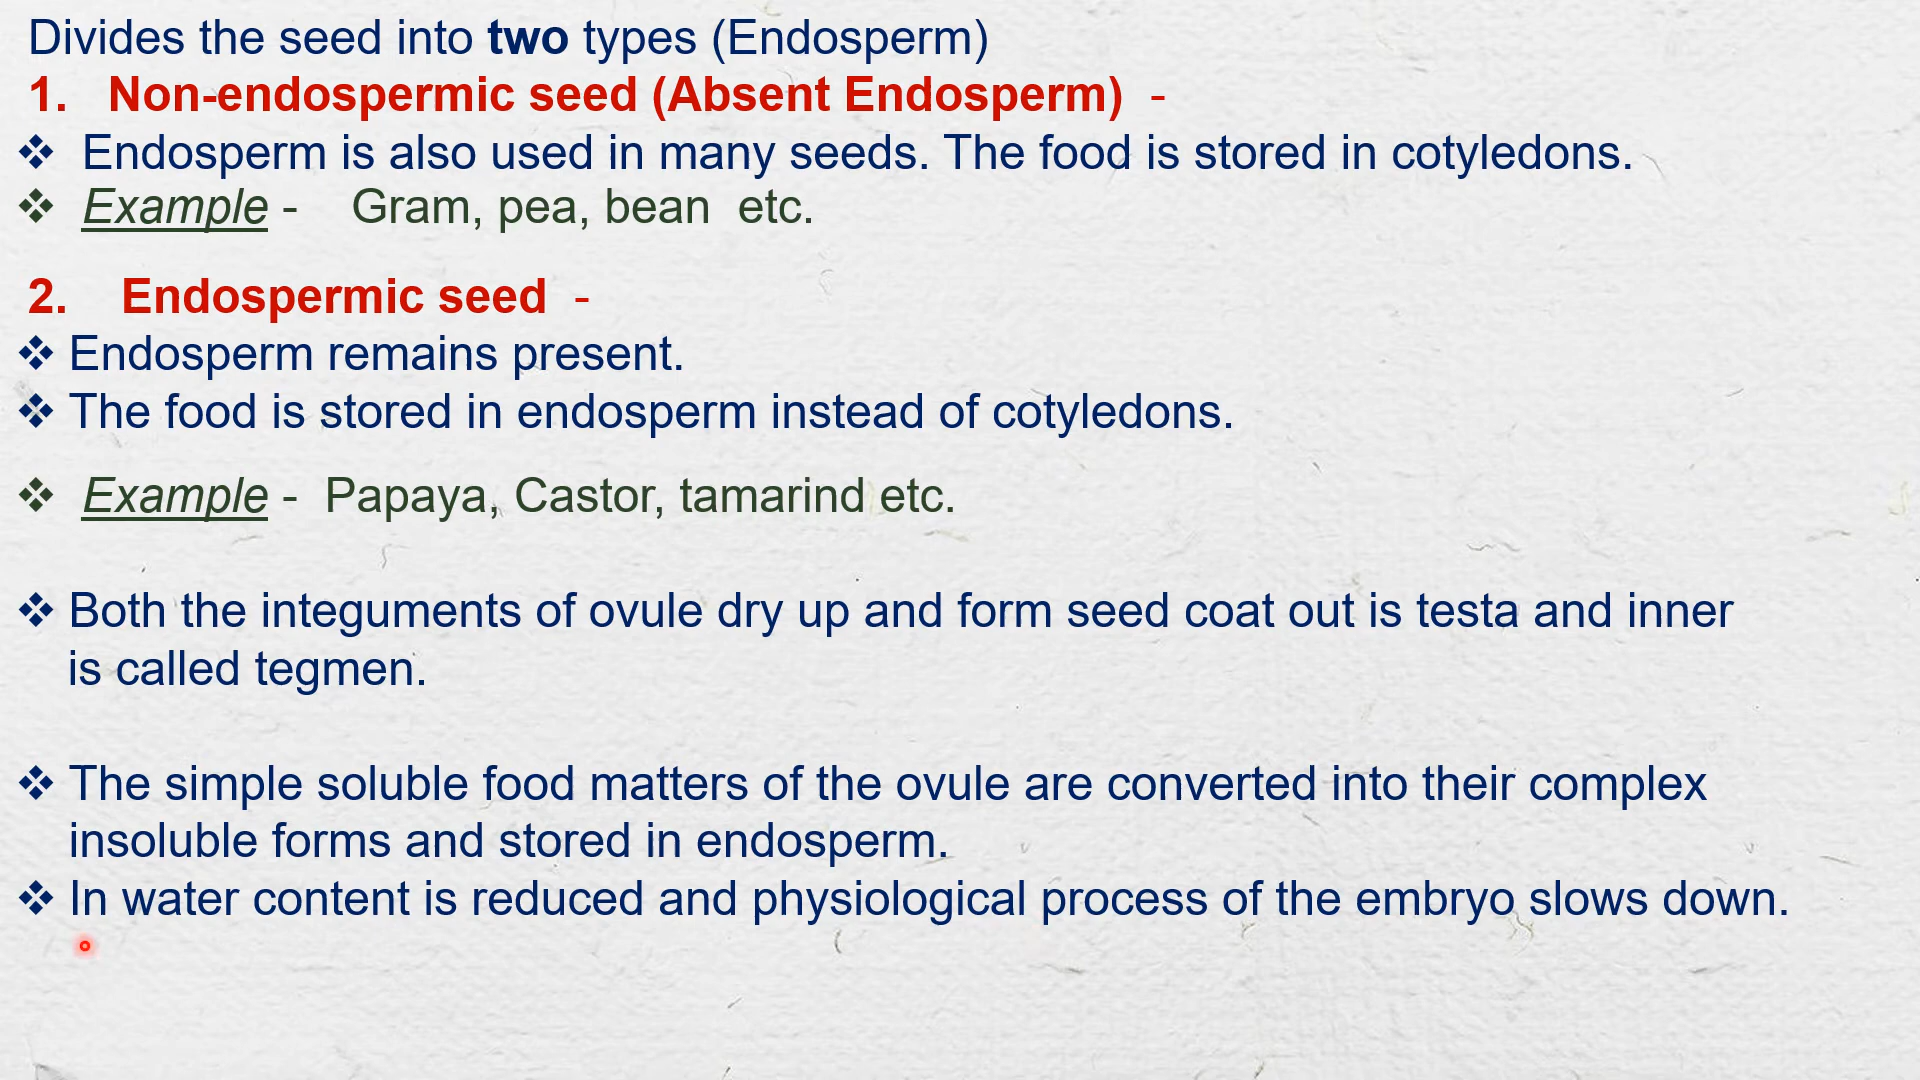 Divides the seed into two types (Endosperm)
1. Non-endospermic seed (Absent Endosperm) -
❖ Endosperm is also used in many seeds. The food is stored in cotyledons.
❖ Example - Gram, pea, bean etc.
2. Endospermic seed -
❖ Endosperm remains present.
❖ The food is stored in endosperm instead of cotyledons.
❖ Example - Papaya, Castor, tamarind etc.
❖ Both the integuments of ovule dry up and form seed coat out is testa and inner
is called tegmen.
❖ The simple soluble food matters of the ovule are converted into their complex
insoluble forms and stored in endosperm.
❖ In water content is reduced and physiological process of the embryo slows down.